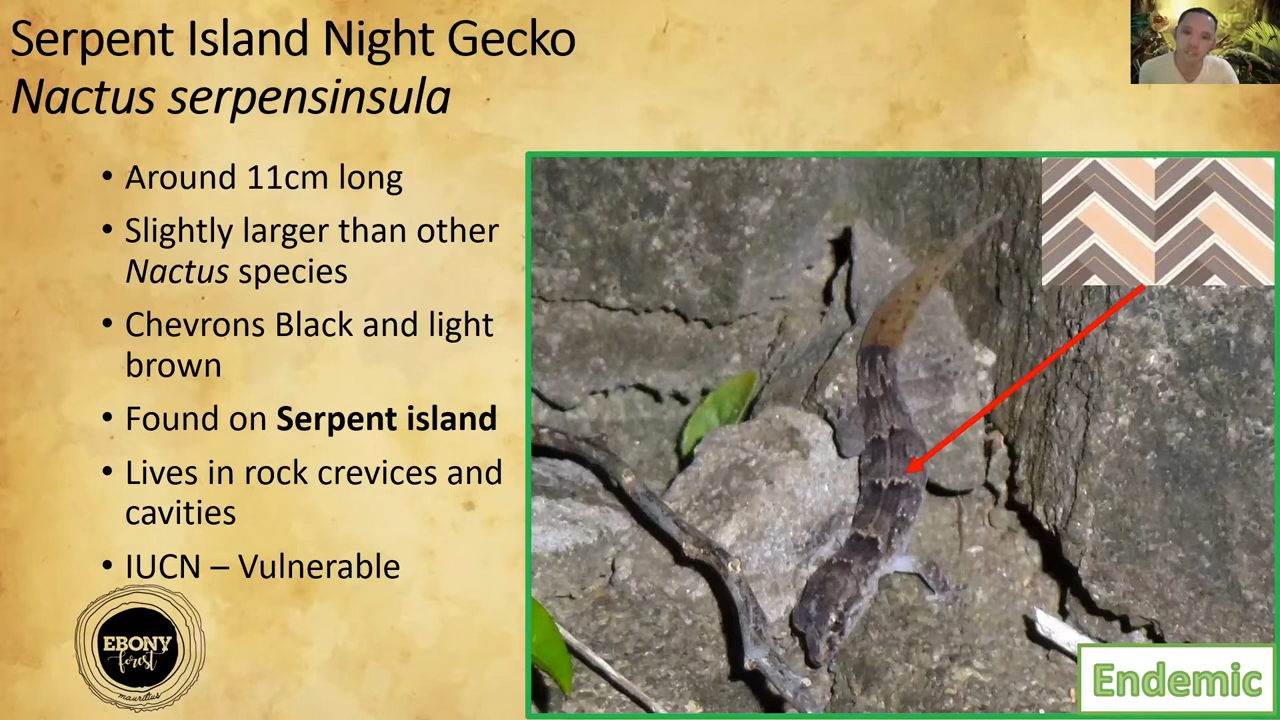 Serpent Island Night Gecko
Nactus serpensinsula
• Around 11cm long
• Slightly larger than other
Nactus species
• Chevrons Black and light
brown
• Found on Serpent island
• Lives in rock crevices and
cavities
• IUCN – Vulnerable
EBONY
forest
mauritius
Endemic